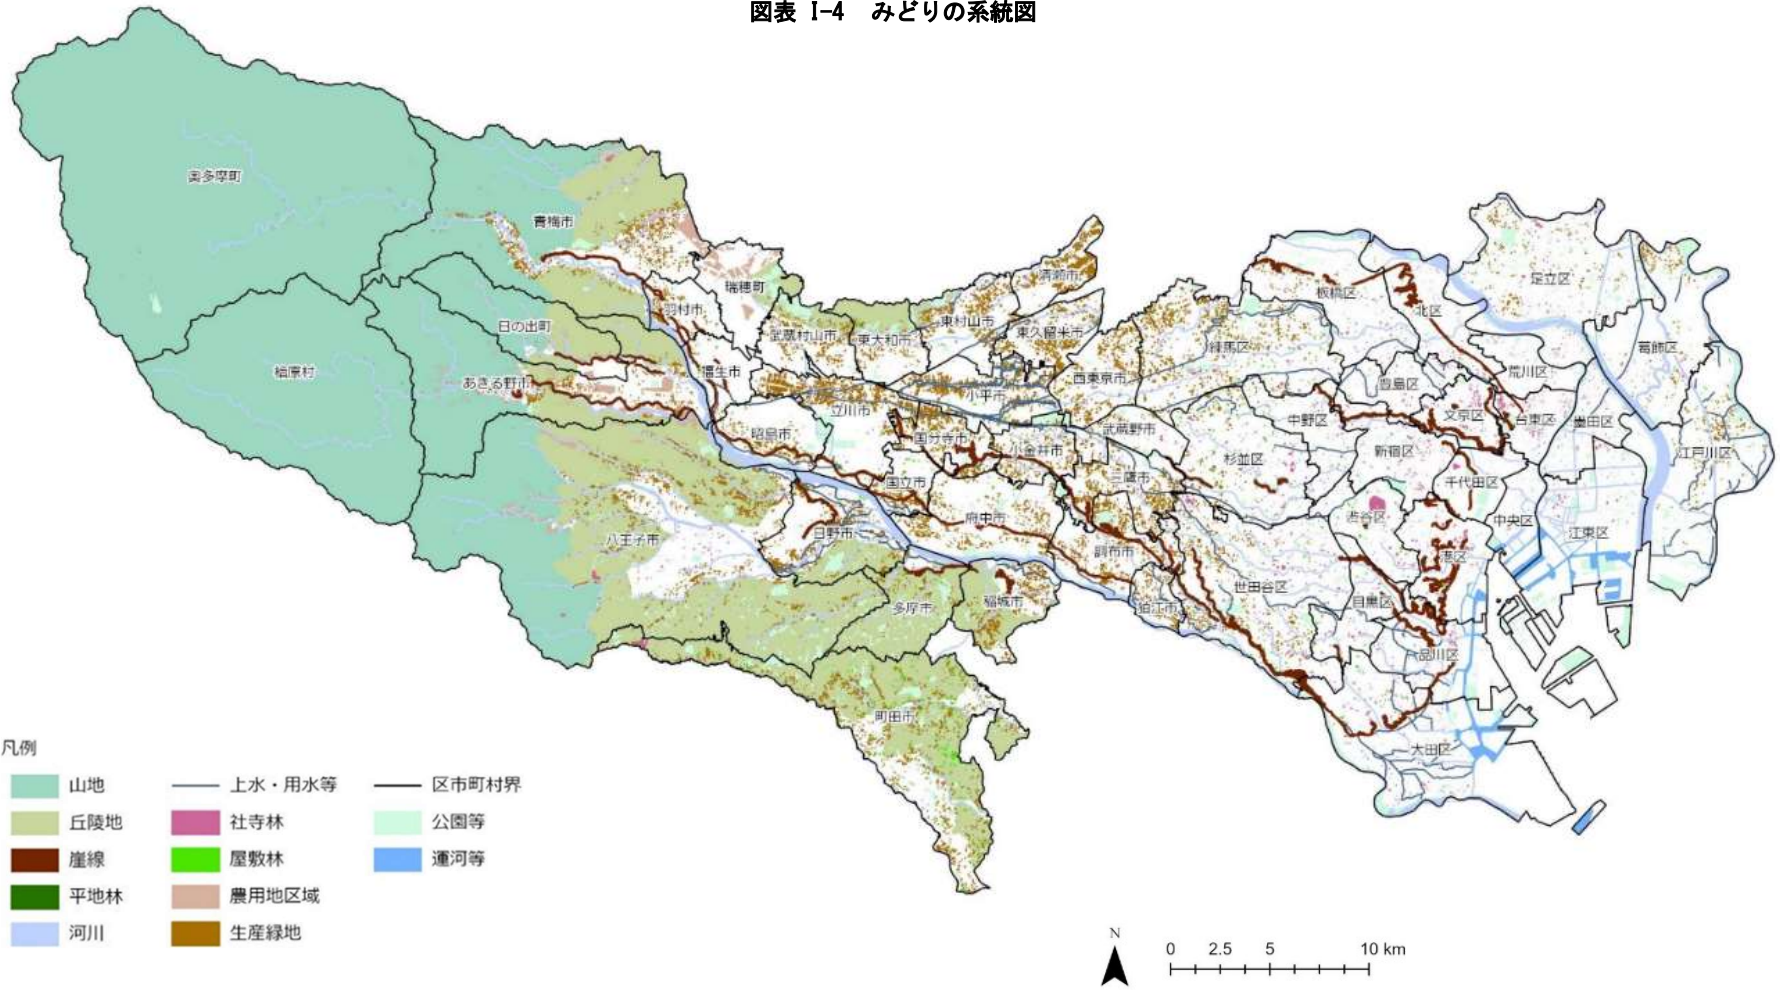 図表 I-4 みどりの系統図
奥多摩町
青梅市
瑞穂町
清瀬市
足立区
板橋区
北区
羽村市
日の出町
武蔵村山市
東大和市
東村山市
東久留米市
練馬区
葛飾区
檜原村
あきる野市
福生市
立川市
小平市
西東京市
豊島区
荒川区
昭島市
国分寺市
小金井市
武蔵野市
中野区
文京区
台東区
墨田区
江戸川区
国立市
三鷹市
杉並区
新宿区
千代田区
八王子市
日野市
府中市
調布市
渋谷区
中央区
江東区
港区
多摩市
稲城市
狛江市
世田谷区
目黒区
品川区
町田市
大田区
凡例
山地
丘陵地
崖線
平地林
河川
上水・用水等
社寺林
屋敷林
農用地区域
生産緑地
区市町村界
公園等
運河等
N
0 2.5 5 10 km